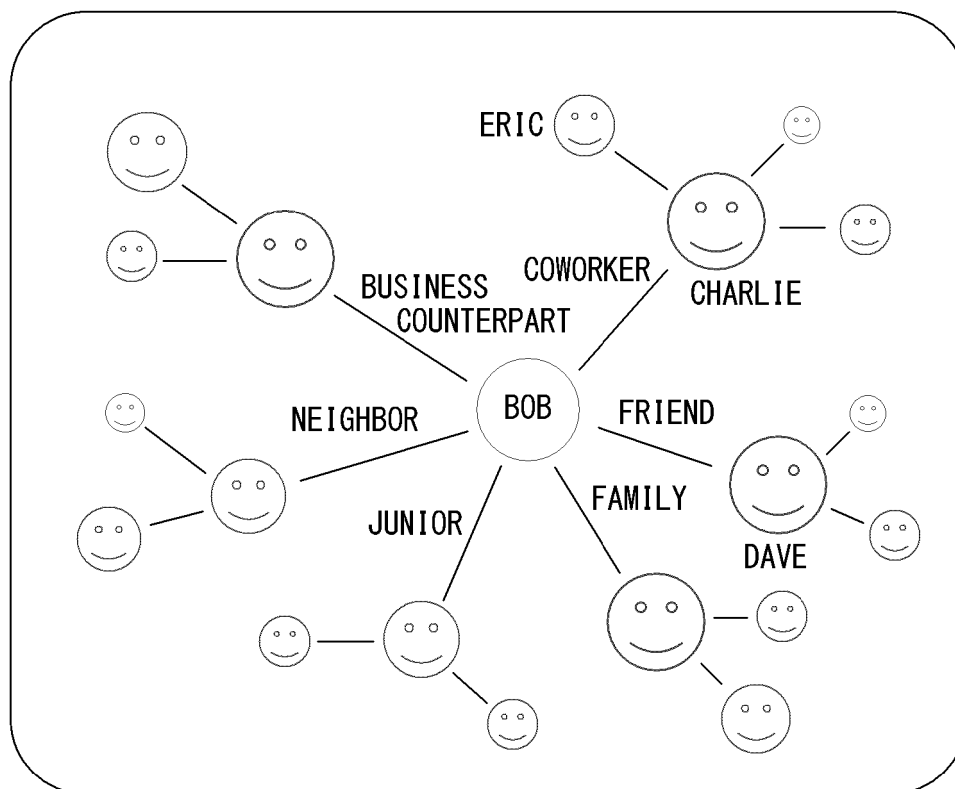 ERIC
COWORKER
CHARLIE
BUSINESS
COUNTERPART
BOB
NEIGHBOR
FRIEND
FAMILY
JUNIOR
DAVE